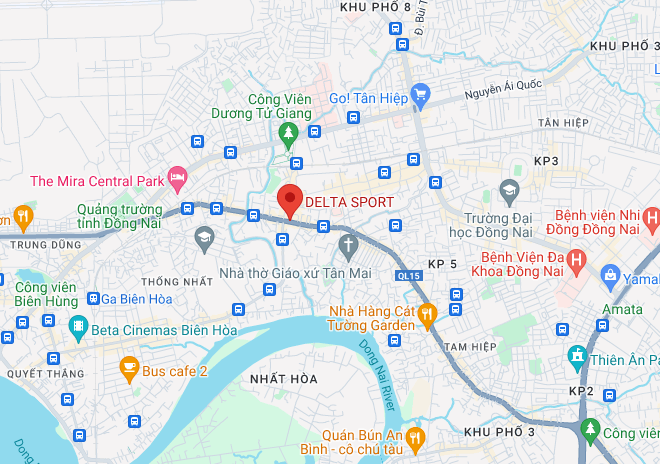 KHU PHỐ 8
Đ. Bùi T
KHU PHỐ 3
Nguyễn Ái Quốc
Go! Tân Hiệp
Công Viên
Dương Tử Giang
TÂN HIỆP
KP3
The Mira Central Park
DELTA SPORT
Quảng trường
tỉnh Đồng Nai
ơn
TRUNG DŨNG
Trường Đại
học Đồng Nai
Bệnh viện Nhi
Đồng Đồng Nai
Nhà thờ Giáo xứ Tân Mai
KP 5
QL15
Bệnh Viện Đa
Khoa Đồng Nai
THỐNG NHẤT
Công viên
Biên Hùng
Ga Biên Hòa
Yamal
Amata
Beta Cinemas Biên Hòa
Nhà Hàng Cát
Tường Garden
TAM HIỆP
Thiên Ân Pa
QUYẾT THẮNG
Bus cafe 2
NHẤT HÒA
Dong Nai River
KP2
Quán Bún An
Bình - cô chú tàu
KHU PHỐ 3
Công viên
Dong